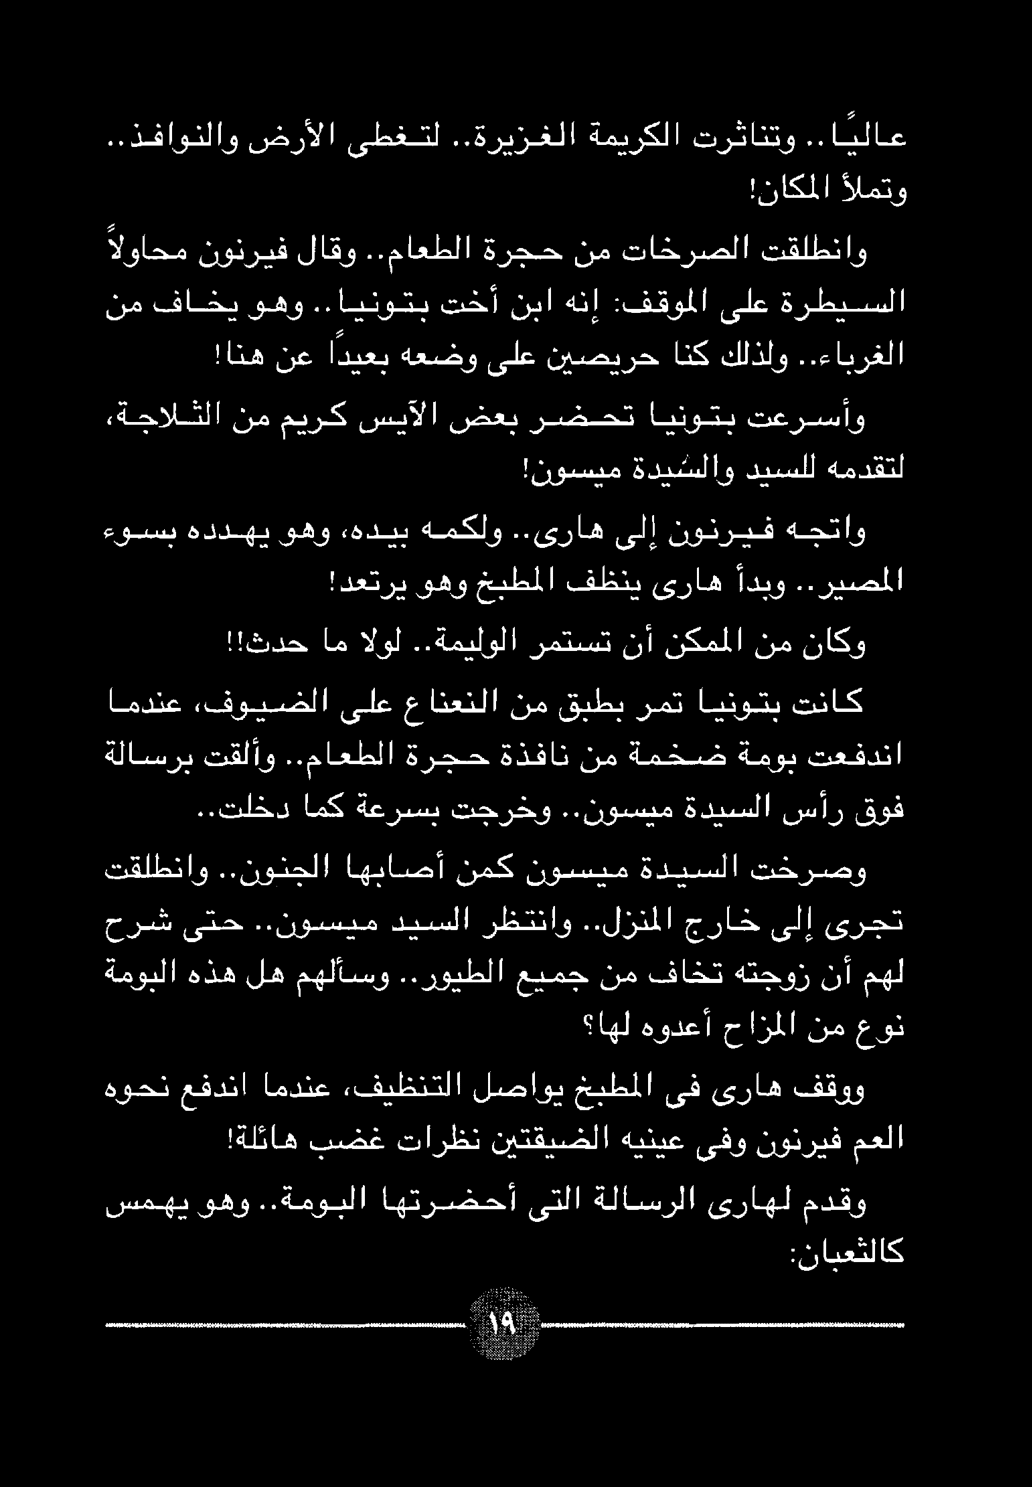 عاليًا.. وتناثرت الكريمة الغزيرة.. لتغطى الأرض والنوافذ..
وتملأ المكان!
وانطلقت الصرخات من حجرة الطعام.. وقال فيرنون محاولاً
السيطرة على الموقف: إنه ابن أخت بتونيا.. وهو يخاف من
الغرباء.. ولذلك كنا حريصين على وضعه بعيدًا عن هنا!
وأسرعت بتونيا تحضر بعض الآيس كريم من الثلاجة،
لتقدمه للسيد والسيدة ميسون!
واتجه فيرنون إلى هارى.. ولكمه بيده، وهو يهدده بسوء
المصير.. وبدأ هارى ينظف المطبخ وهو يرتعد!
وكان من الممكن أن تستمر الوليمة.. لولا ما حدث!!
كانت بتونيا تمر بطبق من النعناع على الضيوف، عندما
اندفعت بومة ضخمة من نافذة حجرة الطعام.. وألقت برسالة
فوق رأس السيدة ميسون.. وخرجت بسرعة كما دخلت..
وصرخت السيدة ميسون كمن أصابها الجنون.. وانطلقت
تجرى إلى خارج المنزل.. وانتظر السيد ميسون.. حتى شرح
لهم أن زوجته تخاف من جميع الطيور.. وسألهم هل هذه البومة
نوع من المزاح أعدوه لها؟
ووقف هارى فى المطبخ يواصل التنظيف، عندما اندفع نحوه
العم فيرنون وفى عينيه الضيقتين نظرات غضب هائلة!
وقدم لهارى الرسالة التى أحضرتها البومة.. وهو يهمس
كالثعبان:
١٩